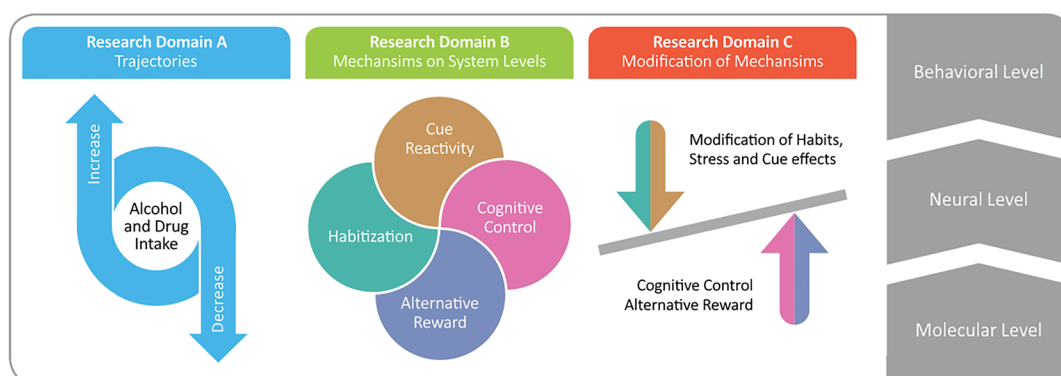 Research Domain A
Trajectories
Increase
Alcohol
and Drug
Intake
Decrease
Research Domain B
Mechansims on System Levels
Cue
Reactivity
Habitization
Cognitive
Control
Alternative
Reward
Research Domain C
Modification of Mechansims
Modification of Habits,
Stress and Cue effects
Cognitive Control
Alternative Reward
Behavioral Level
Neural Level
Molecular Level